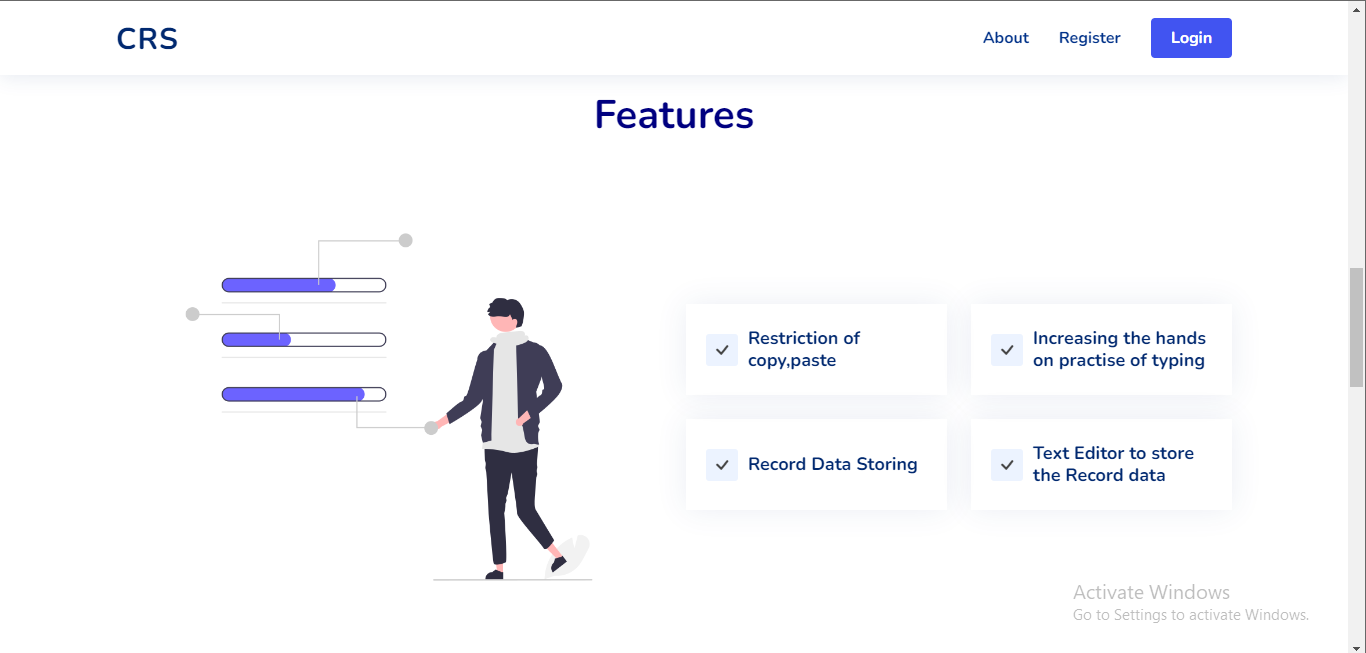 CRS
About
Register
Login
Features
Restriction of
copy,paste
Increasing the hands
on practise of typing
Record Data Storing
Text Editor to store
the Record data
Activate Windows
Go to Settings to activate Windows.